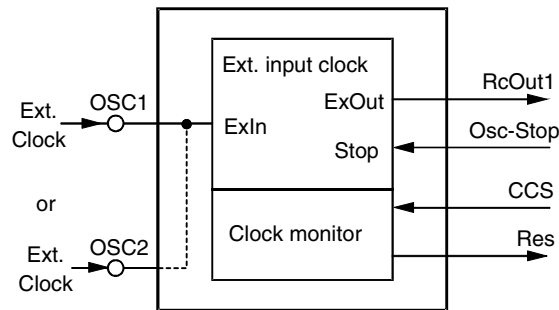 Ext. input clock
RcOut1
ExOut
Ext.
Clock
OSC1
ExIn
Osc-Stop
Stop
or
CCS
Clock monitor
Res
Ext.
Clock
OSC2